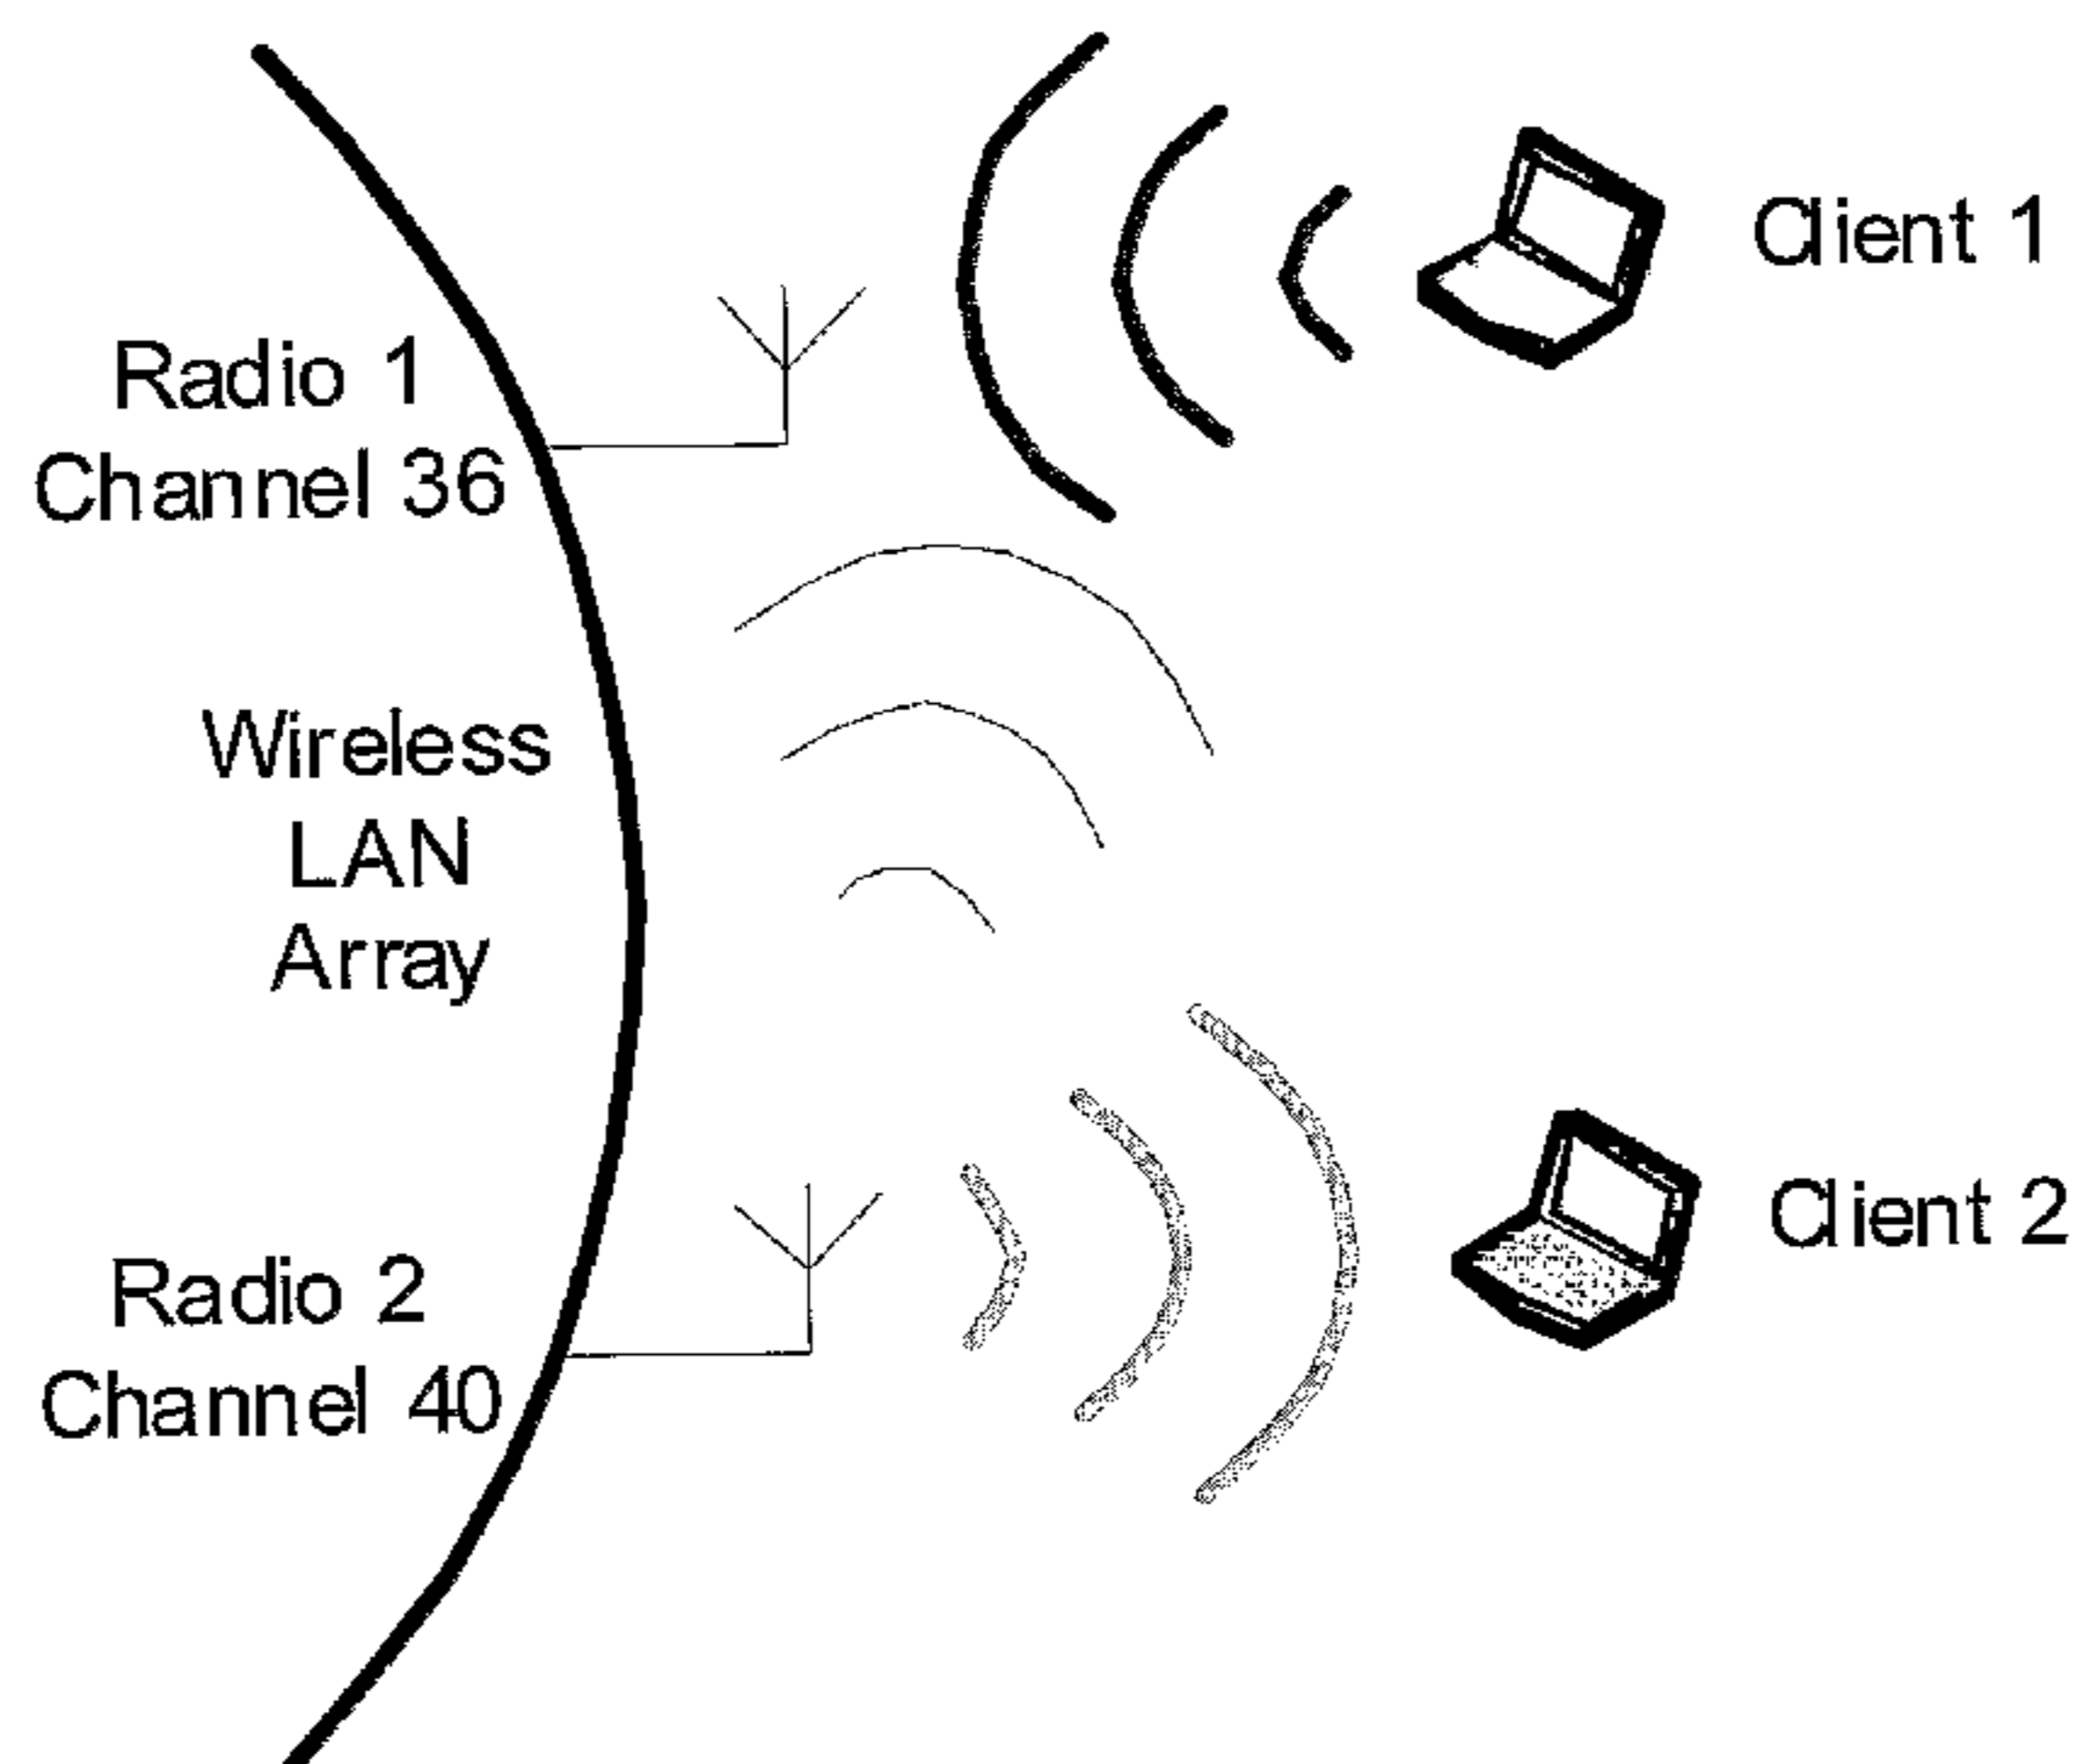 Client 1
Radio 1
Channel 36
Wireless
LAN
Array
Client 2
Radio 2
Channel 40